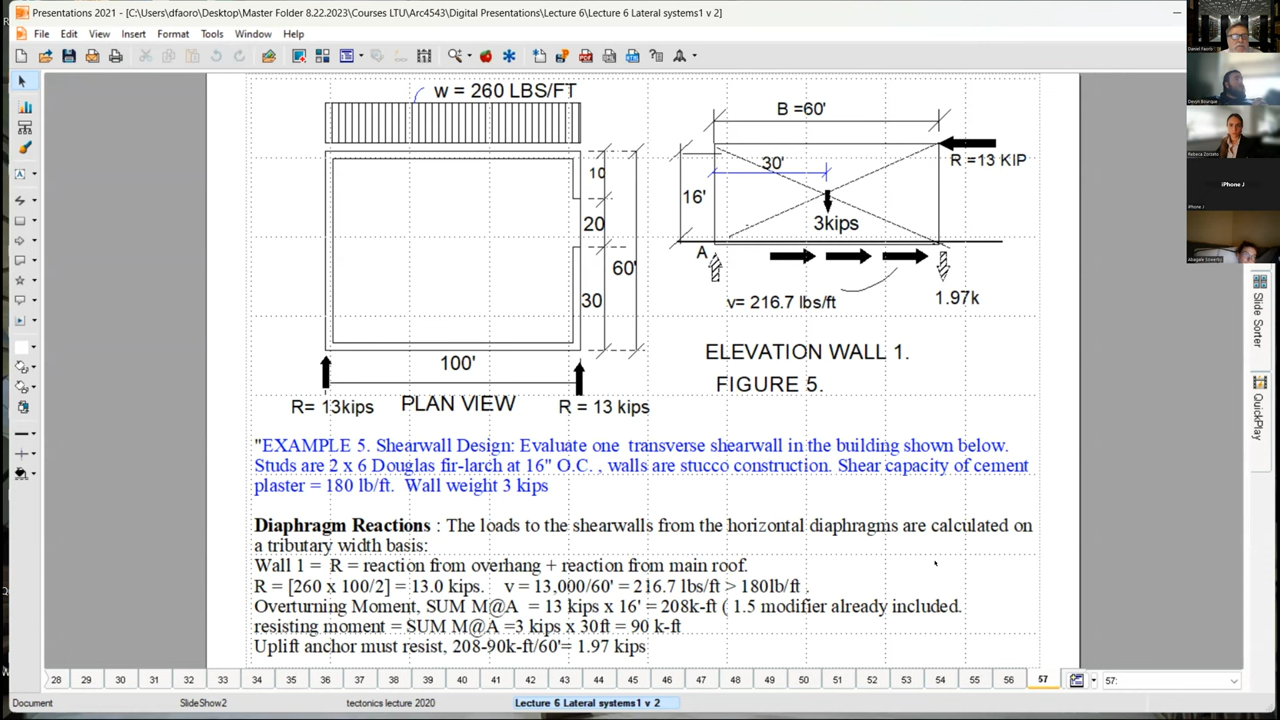 Presentations 2021 - [C:\Users\dfaoro\Desktop\Master Folder 8.22.2023\Courses LTU\Arc4543\Digital Presentations\Lecture 6\Lecture 6 Lateral systems1 v 2]
File Edit View Insert Format Tools Window Help
w = 260 LBS/FT
10
20
60'
30
100'
R= 13kips PLAN VIEW R = 13 kips
B =60'
30'
R =13 KIP
16'
3kips
A
v= 216.7 lbs/ft
1.97k
ELEVATION WALL 1.
FIGURE 5.
"EXAMPLE 5. Shearwall Design: Evaluate one transverse shearwall in the building shown below.
Studs are 2 x 6 Douglas fir-larch at 16" O.C. , walls are stucco construction. Shear capacity of cement
plaster = 180 lb/ft. Wall weight 3 kips
Diaphragm Reactions : The loads to the shearwalls from the horizontal diaphragms are calculated on
a tributary width basis:
Wall 1 = R = reaction from overhang + reaction from main roof.
R = [260 x 100/2] = 13.0 kips. v = 13,000/60' = 216.7 lbs/ft > 180lb/ft .
Overturning Moment, SUM M@A = 13 kips x 16' = 208k-ft ( 1.5 modifier already included.
resisting moment = SUM M@A =3 kips x 30ft = 90 k-ft
Uplift anchor must resist, 208-90k-ft/60'= 1.97 kips
Slide Sorter
QuickPlay
iPhone J
Daniel Faoro
Rebeca Zorzeto
iPhone J
28 29 30 31 32 33 34 35 36 37 38 39 40 41 42 43 44 45 46 47 48 49 50 51 52 53 54 55 56 57 57:
Document SlideShow2 tectonics lecture 2020 Lecture 6 Lateral systems1 v 2